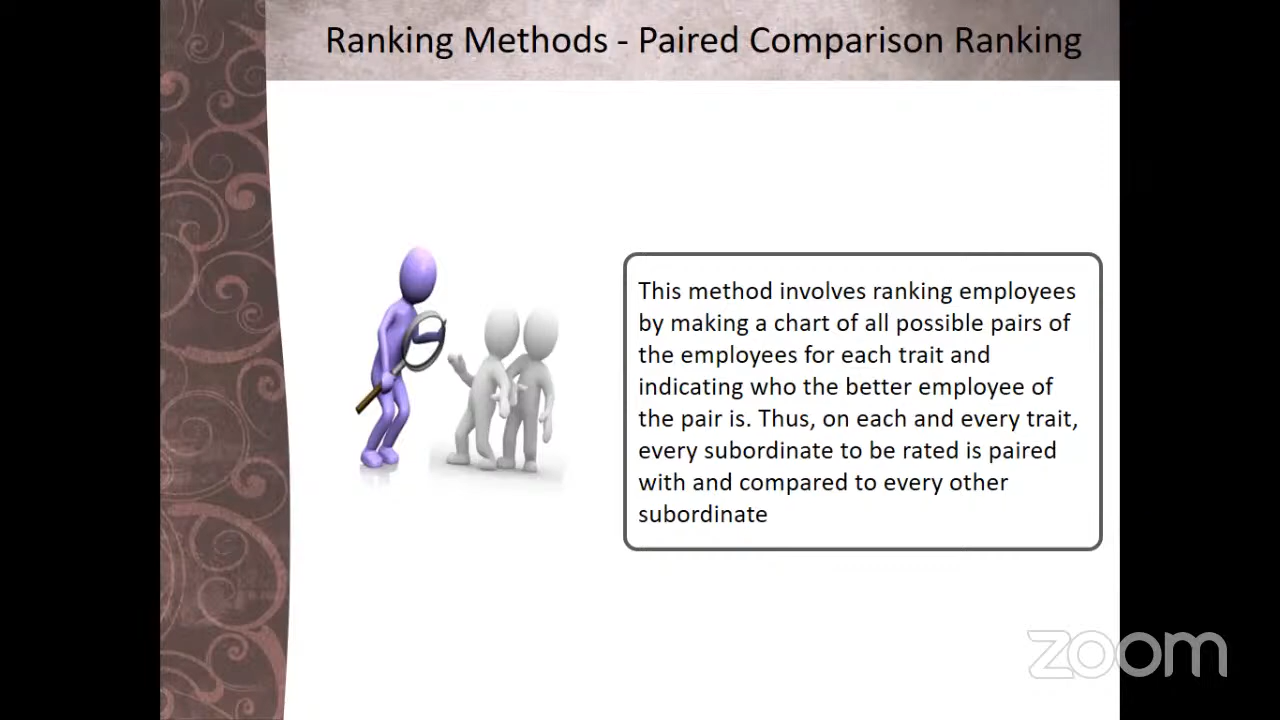 Ranking Methods - Paired Comparison Ranking
This method involves ranking employees
by making a chart of all possible pairs of
the employees for each trait and
indicating who the better employee of
the pair is. Thus, on each and every trait,
every subordinate to be rated is paired
with and compared to every other
subordinate
zoom